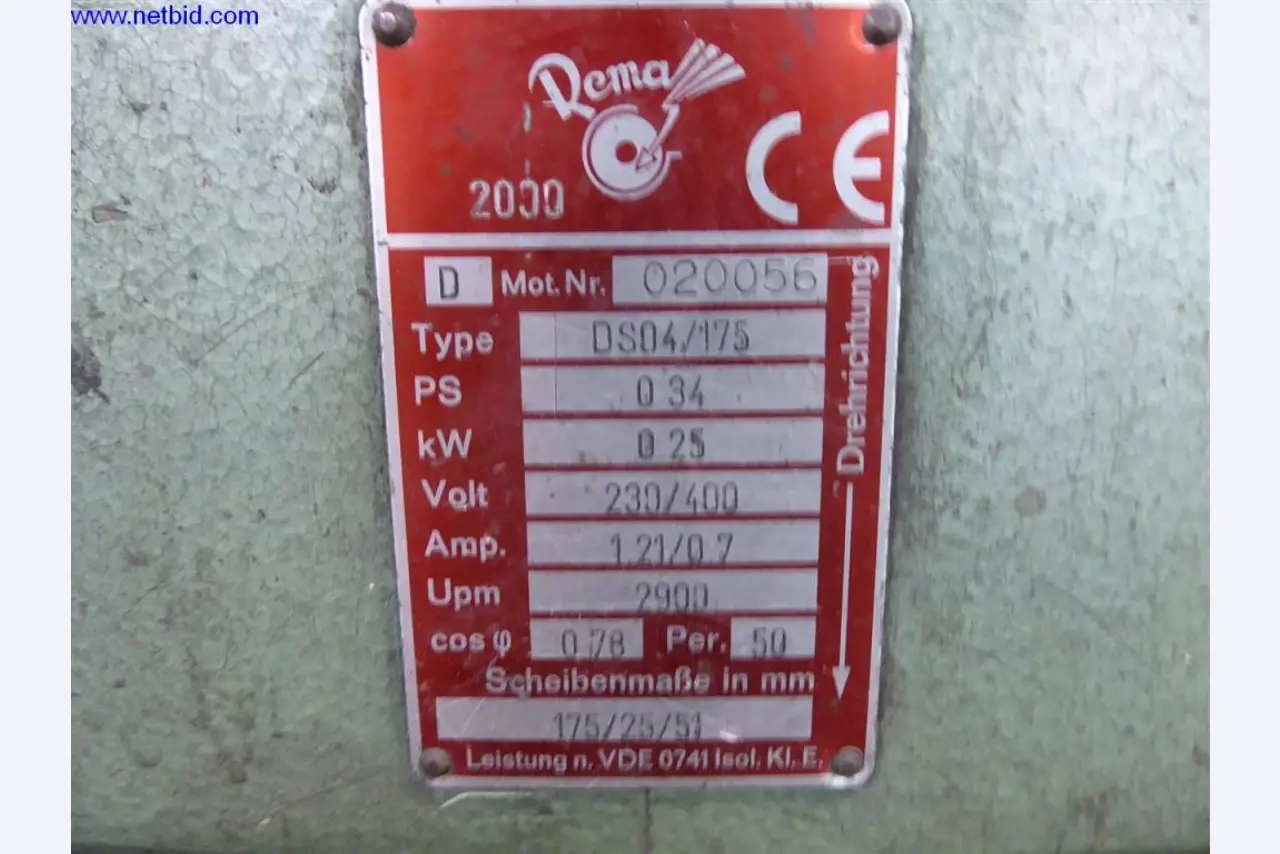 www.netbid.com
Rema
2000
CE
D Mot. Nr. 020056
Type DS04/175
PS 0 34
kW 0 25
Volt 230/400
Amp. 1.21/0.7
Upm 2900
cos φ 0,78 Per. 50
Scheibenmaße in mm
175/25/51
Leistung n. VDE 0741 Isol. Kl. E.
Drehrichtung